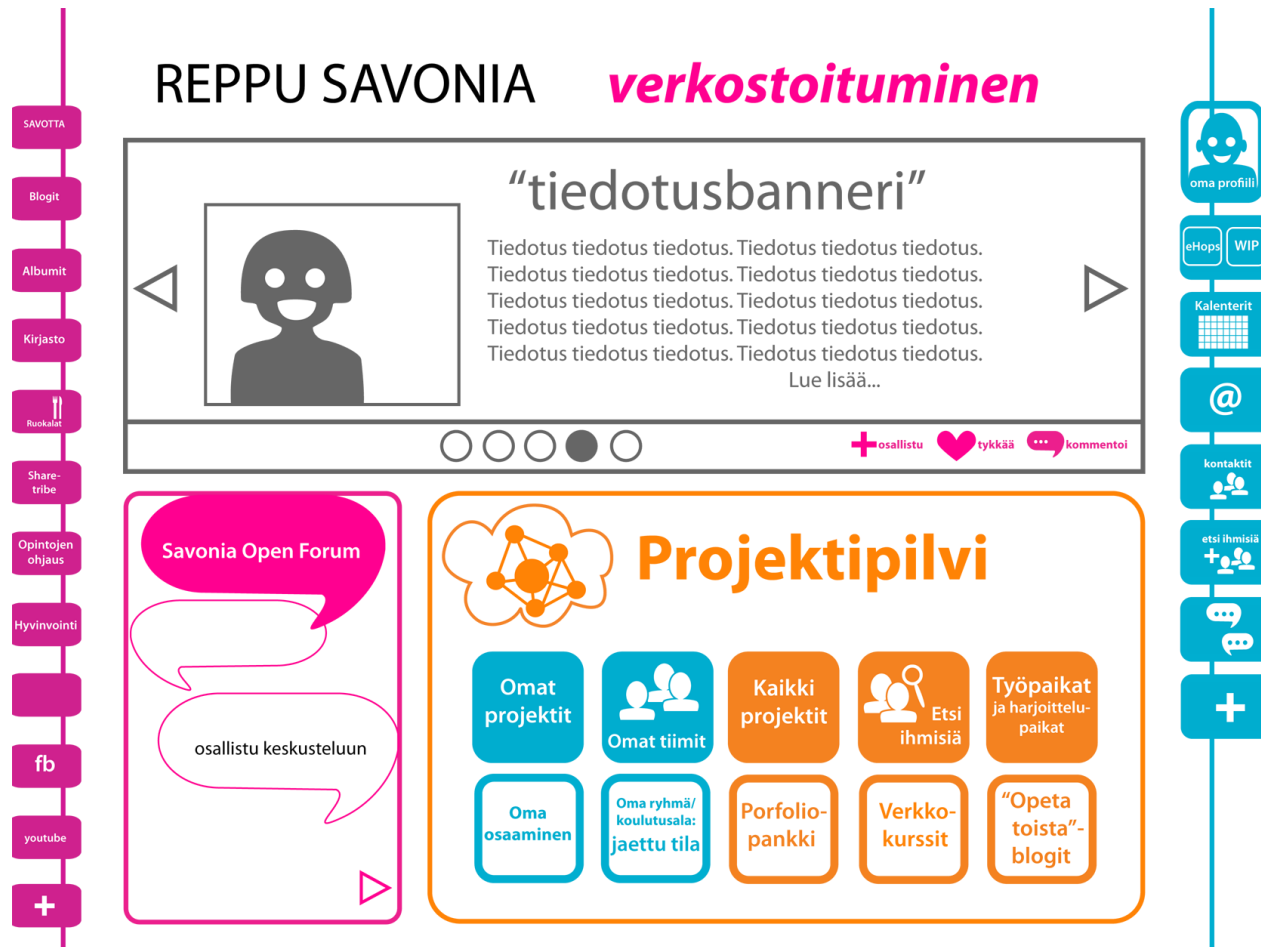 REPPU SAVONIA verkostoituminen
SAVOTTA
Blogit
Albumit
Kirjasto
Ruokalat
Share-
tribe
Opintojen
ohjaus
Hyvinvointi
fb
youtube
+
“tiedotusbanneri”
Tiedotus tiedotus tiedotus. Tiedotus tiedotus tiedotus.
Tiedotus tiedotus tiedotus. Tiedotus tiedotus tiedotus.
Tiedotus tiedotus tiedotus. Tiedotus tiedotus tiedotus.
Tiedotus tiedotus tiedotus. Tiedotus tiedotus tiedotus.
Tiedotus tiedotus tiedotus. Tiedotus tiedotus tiedotus.
Lue lisää...
osallistu tykkää kommentoi
Savonia Open Forum
osallistu keskusteluun
Projektipilvi
Omat
projektit
Omat tiimit
Kaikki
projektit
Etsi
ihmisiä
Työpaikat
ja harjoittelu-
paikat
Oma
osaaminen
Oma ryhmä/
koulutusala:
jaettu tila
Porfolio-
pankki
Verkko-
kurssit
“Opeta
toista”-
blogit
oma profiili
eHops WIP
Kalenterit
@
kontaktit
etsi ihmisiä
+